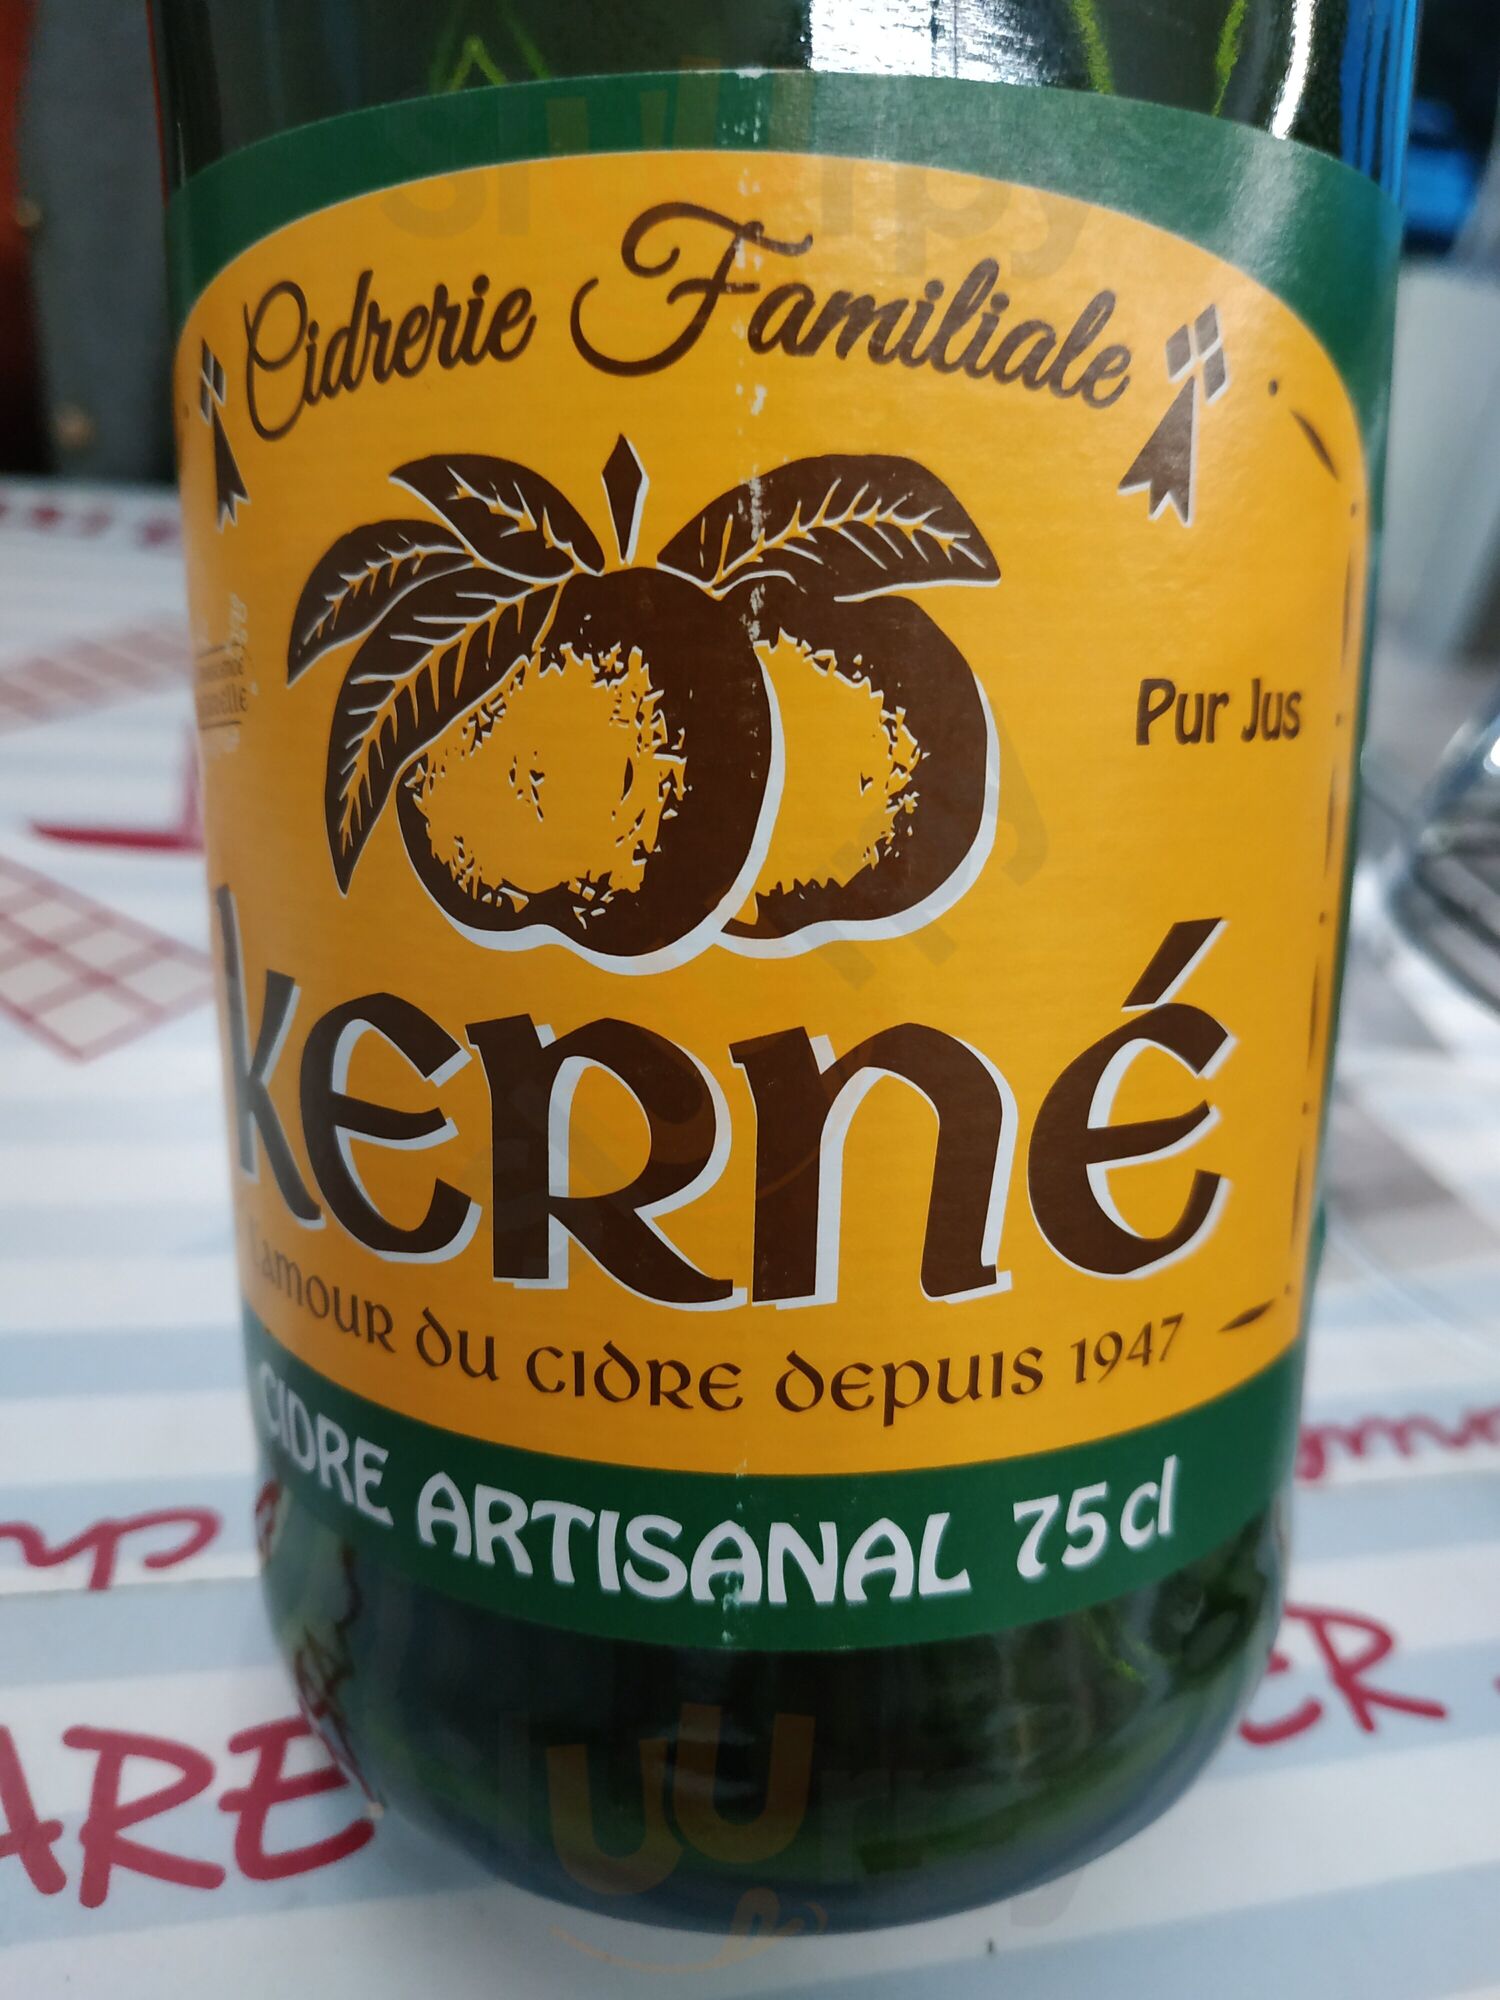 Cidrerie Familiale
Pur Jus
Kerné
L'amour du cidre depuis 1947
CIDRE ARTISANAL 75 cl